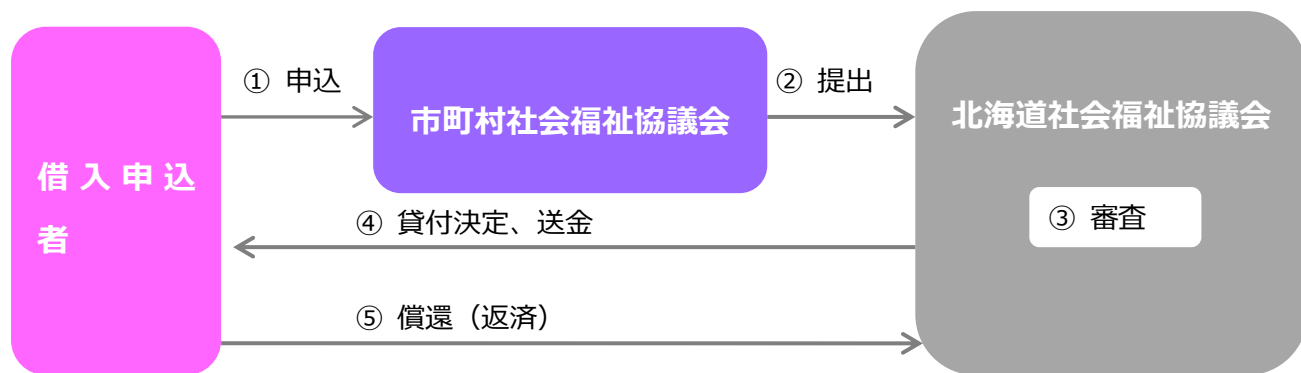 ① 申込
② 提出
市町村社会福祉協議会
北海道社会福祉協議会
借入申込
者
③ 審査
④ 貸付決定、送金
⑤ 償還（返済）